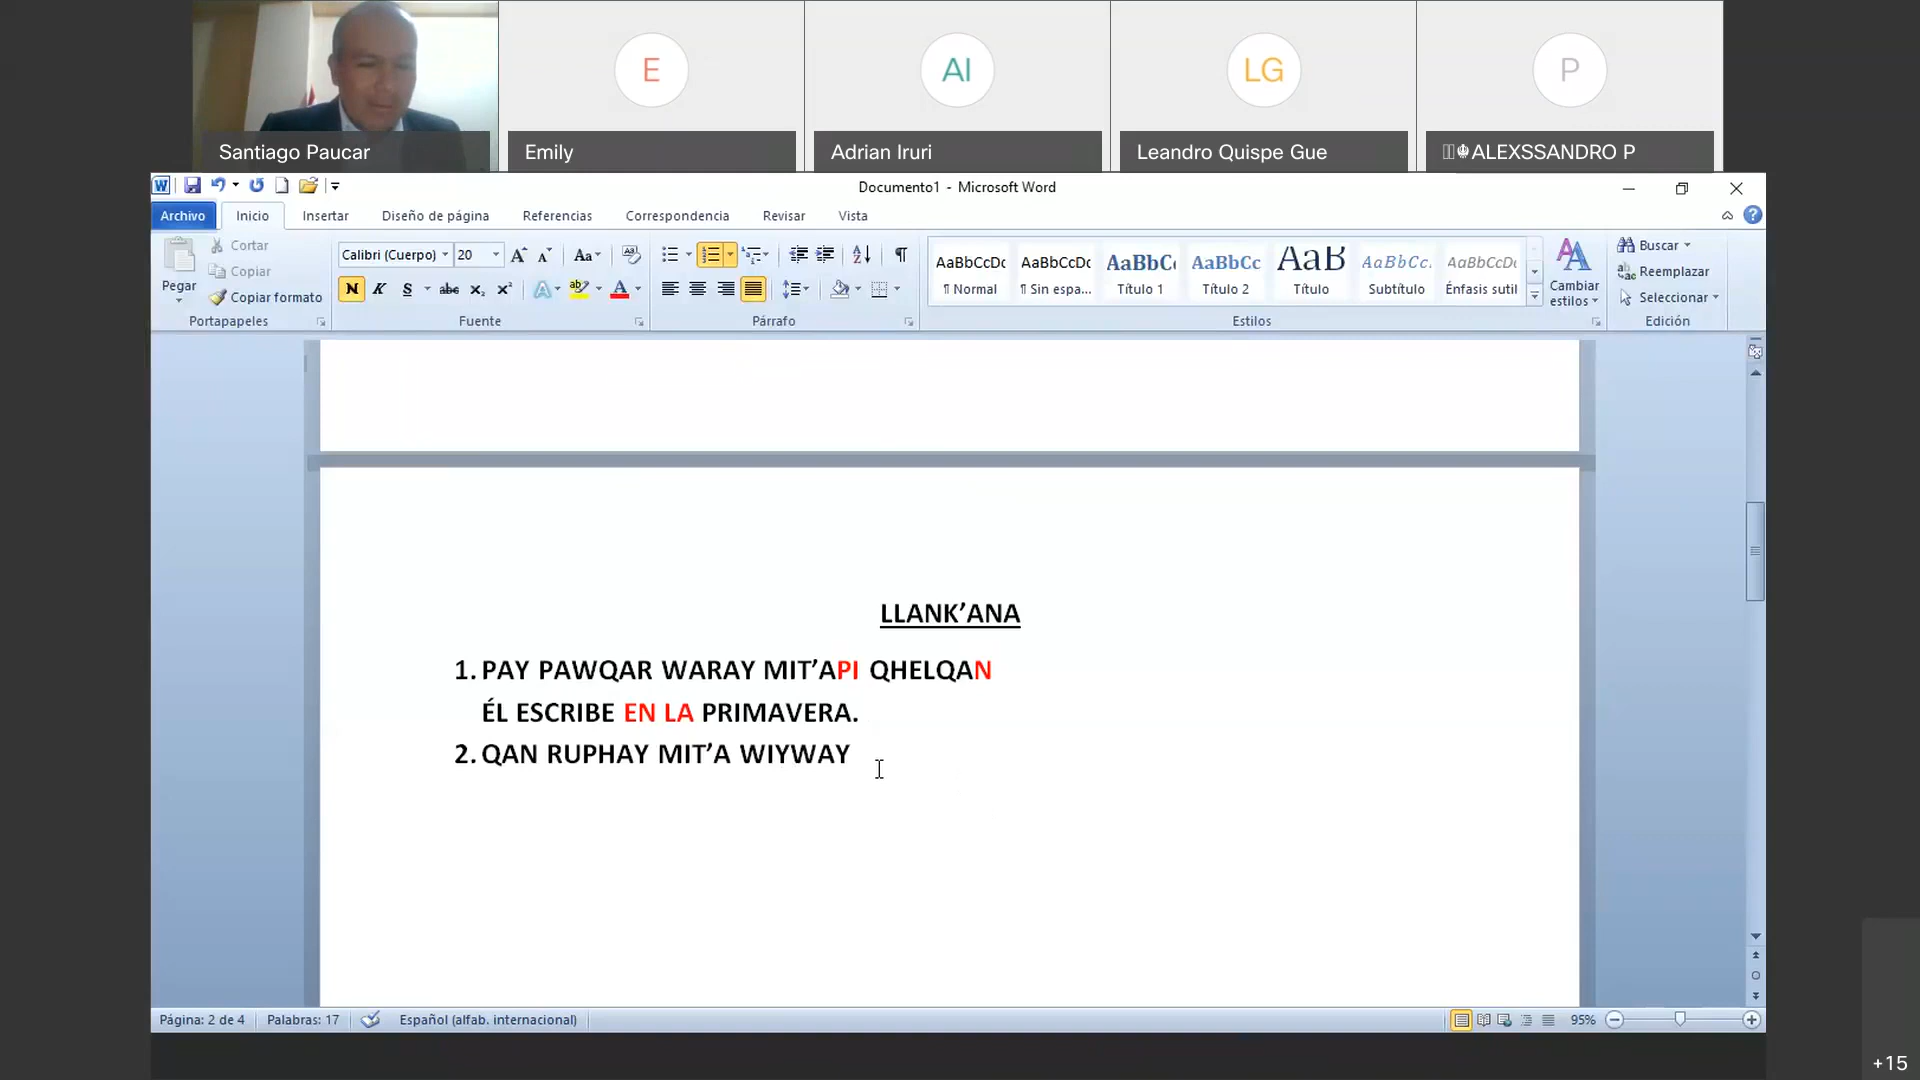 E
AI
LG
P
Santiago Paucar
Emily
Adrian Iruri
Leandro Quispe Gue
ALEXSSANDRO P
Documento1 - Microsoft Word
Archivo
Inicio
Insertar
Diseño de página
Referencias
Correspondencia
Revisar
Vista
Pegar
Cortar
Copiar
Copiar formato
Portapapeles
Calibri (Cuerpo)
20
N K S abc x₂ x²
Fuente
Párrafo
AaBbCcDc
¶ Normal
AaBbCcDc
¶ Sin espa...
AaBbC
Título 1
AaBbCc
Título 2
AaB
Título
AaBbCc.
Subtítulo
AaBbCcDc
Énfasis sutil
Cambiar
estilos
Estilos
Buscar
Reemplazar
Seleccionar
Edición
LLANK’ANA
1. PAY PAWQAR WARAY MIT’API QHELQAN
ÉL ESCRIBE EN LA PRIMAVERA.
2. QAN RUPHAY MIT’A WIYWAY
Página: 2 de 4
Palabras: 17
Español (alfab. internacional)
95%
+15